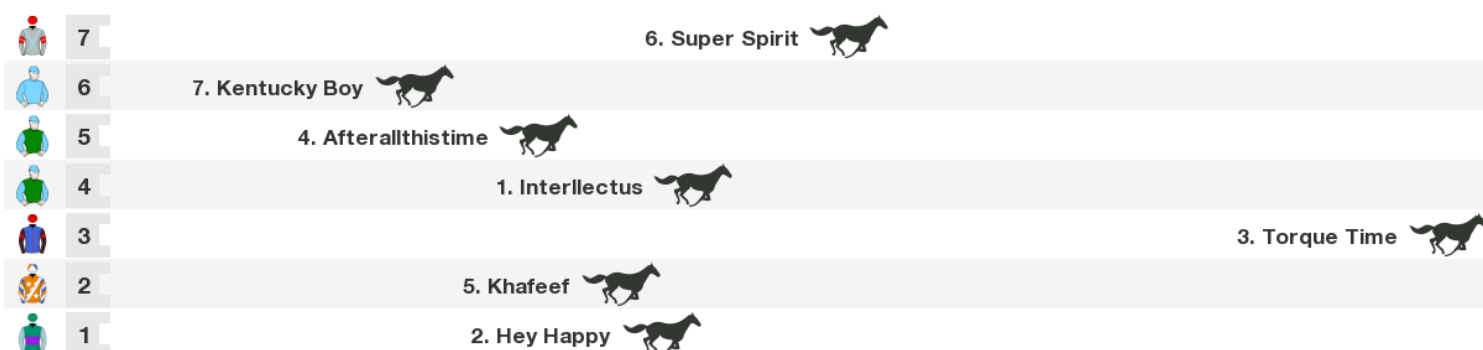 7 6. Super Spirit
6 7. Kentucky Boy
5 4. Afterallthistime
4 1. Interllectus
3 3. Torque Time
2 5. Khafeef
1 2. Hey Happy